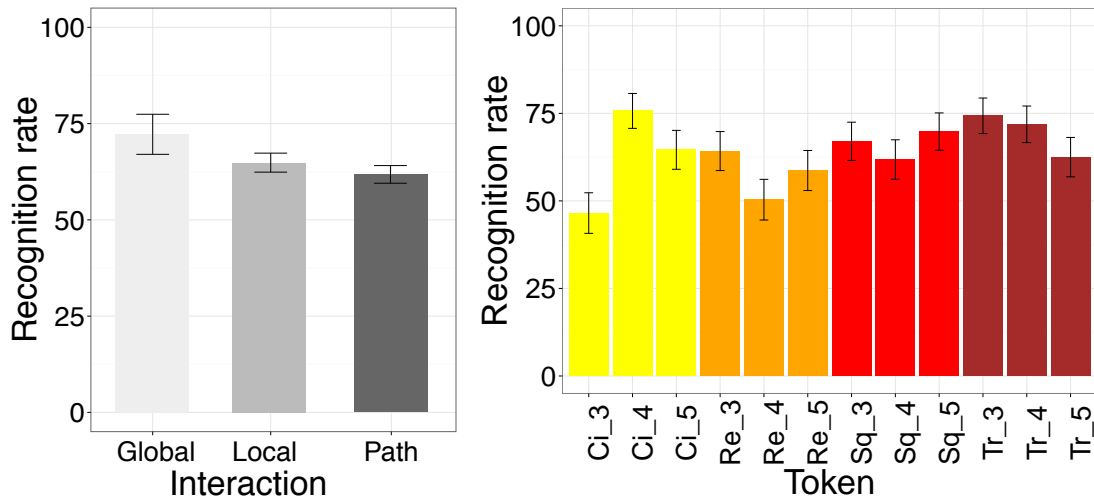 Recognition rate
100
75
50
25
0
Global Local Path
Interaction
Recognition rate
100
75
50
25
0
Ci_3 Ci_4 Ci_5 Re_3 Re_4 Re_5 Sq_3 Sq_4 Sq_5 Tr_3 Tr_4 Tr_5
Token